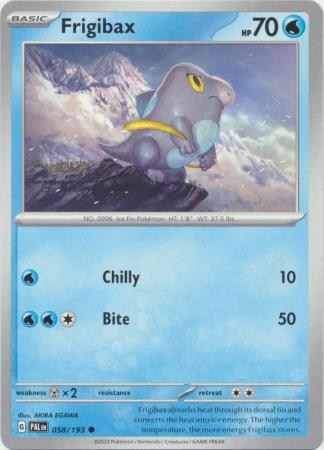 BASIC
Frigibax
HP 70
NO. 0996 Ice Fin Pokémon HT: 1'8" WT: 37.5 lbs.
Chilly 10
Bite 50
weakness ×2 resistance retreat
Illus. AKIRA EGAWA
G PAL EN 058/193
Frigibax absorbs heat through its dorsal fin and
converts the heat into ice energy. The higher the
temperature, the more energy Frigibax stores.
©2023 Pokémon / Nintendo / Creatures / GAME FREAK